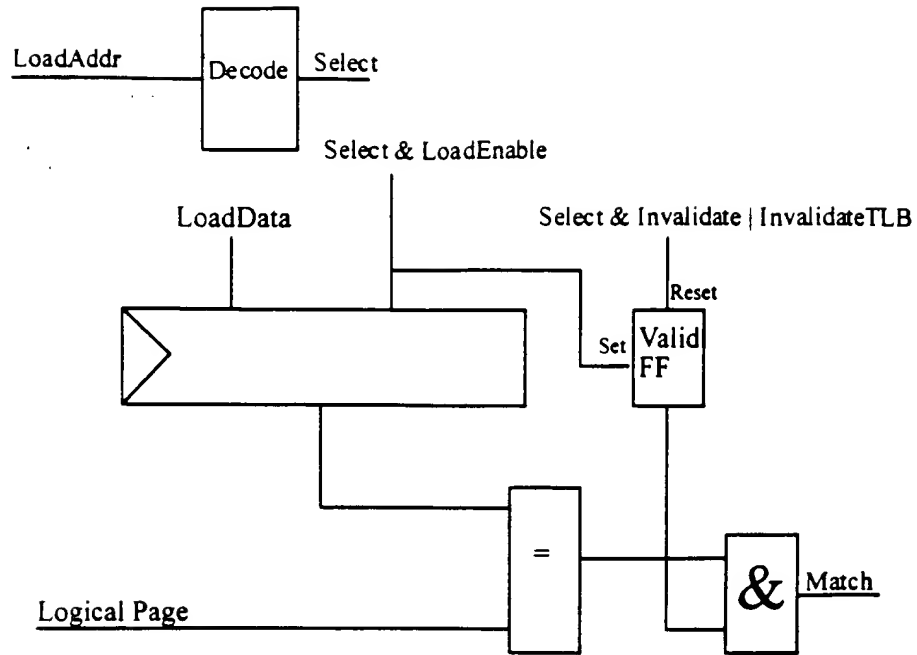 LoadAddr
Decode
Select
Select & LoadEnable
LoadData
Select & Invalidate | InvalidateTLB
Reset
Set
Valid
FF
=
&
Match
Logical Page